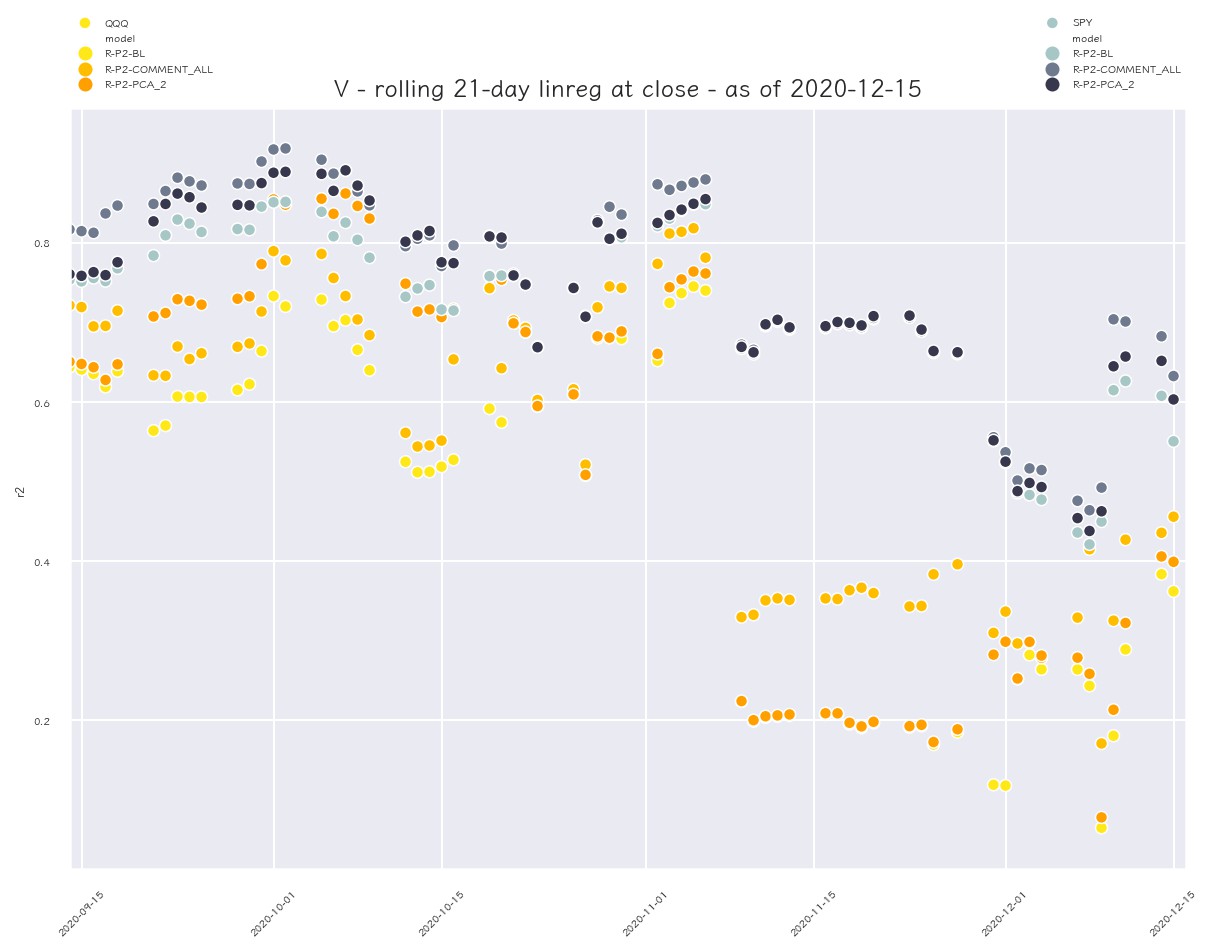 QQQ
model
R-P2-BL
R-P2-COMMENT_ALL
R-P2-PCA_2
SPY
model
R-P2-BL
R-P2-COMMENT_ALL
R-P2-PCA_2
V - rolling 21-day linreg at close - as of 2020-12-15
r2
0.8
0.6
0.4
0.2
2020-09-15
2020-10-01
2020-10-15
2020-11-01
2020-11-15
2020-12-01
2020-12-15